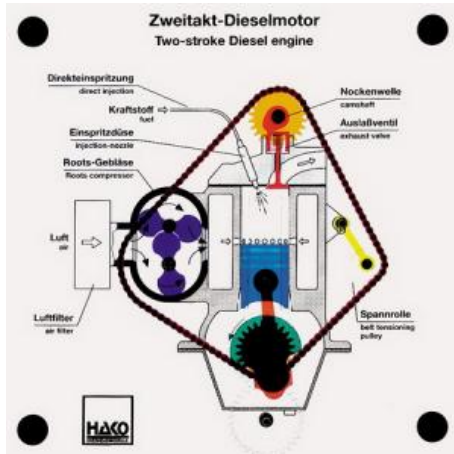 Zweitakt-Dieselmotor
Two-stroke Diesel engine
Direkteinspritzung
direct injection
Kraftstoff
fuel
Einspritzdüse
injection-nozzle
Roots-Gebläse
Roots compressor
Luft
air
Luftfilter
air filter
Nockenwelle
camshaft
Auslaßventil
exhaust valve
Spannrolle
belt tensioning
pulley
HAKO